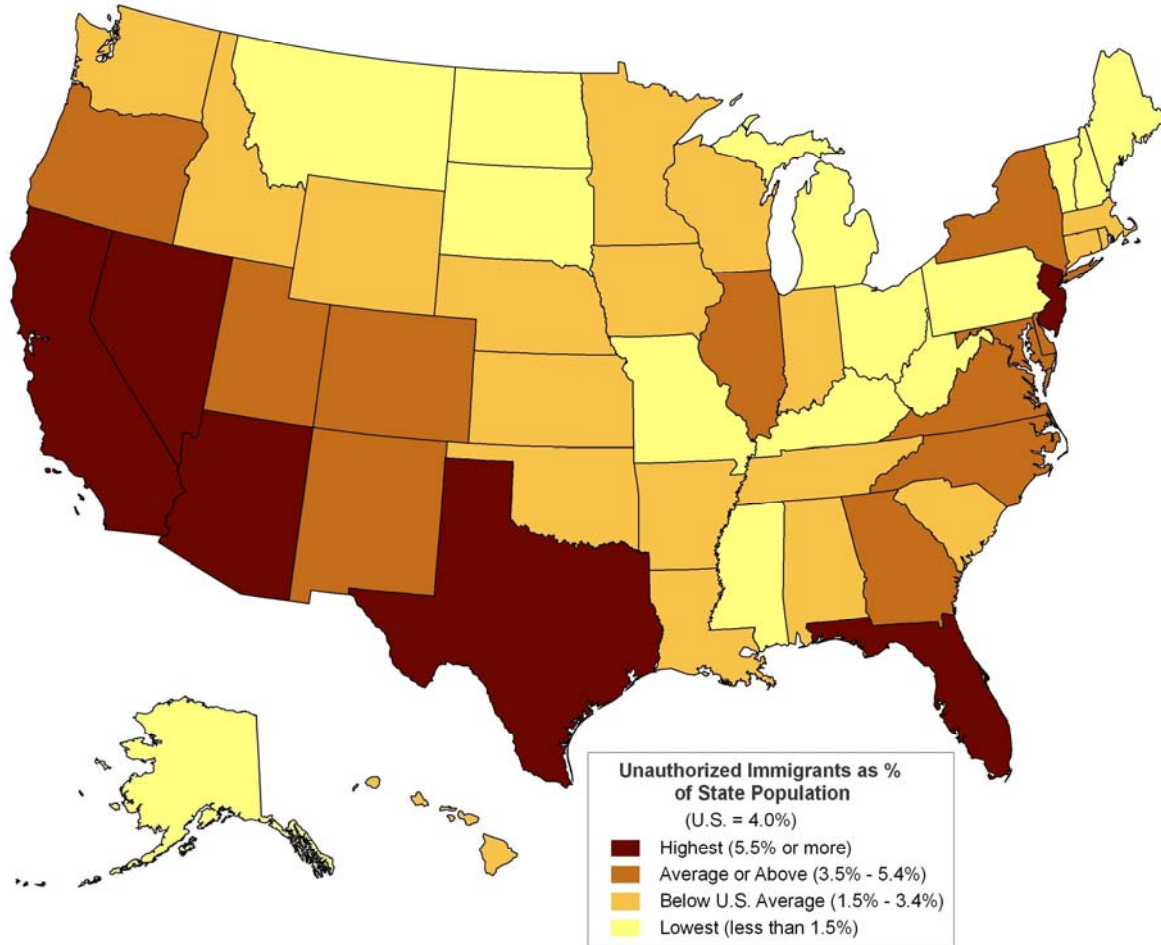 Unauthorized Immigrants as %
of State Population
(U.S. = 4.0%)
Highest (5.5% or more)
Average or Above (3.5% - 5.4%)
Below U.S. Average (1.5% - 3.4%)
Lowest (less than 1.5%)